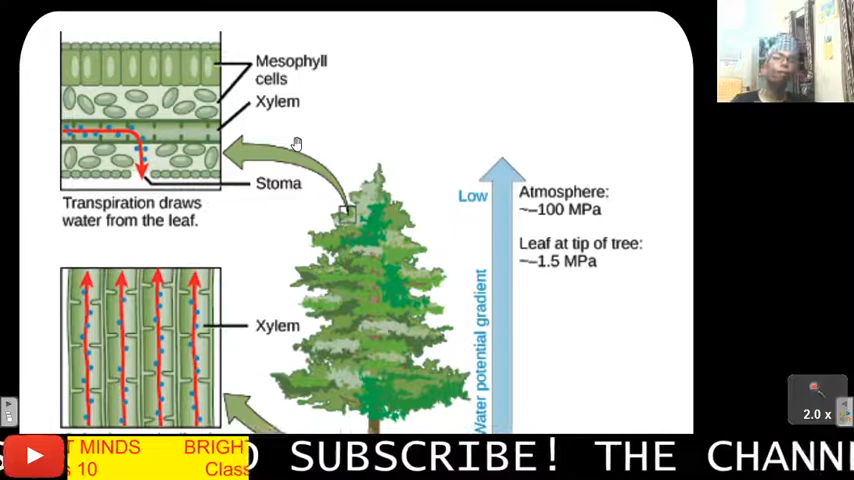 Mesophyll
cells
Xylem
Stoma
Transpiration draws
water from the leaf.
Low
Atmosphere:
~–100 MPa
Leaf at tip of tree:
~–1.5 MPa
Xylem
Water potential gradient
2.0 x
T MINDS BRIGH
s 10 Clas
O SUBSCRIBE! THE CHANN